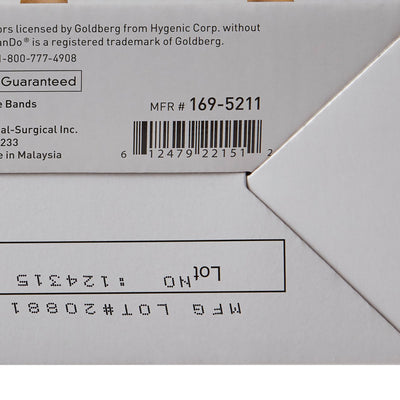 ors licensed by Goldberg from Hygenic Corp. without
anDo® is a registered trademark of Goldberg.
1-800-777-4908
Guaranteed
e Bands
MFR # 169-5211
al-Surgical Inc.
233
e in Malaysia
6 12479 22151 2
Lot
NO :124315
MFG LOT#20881